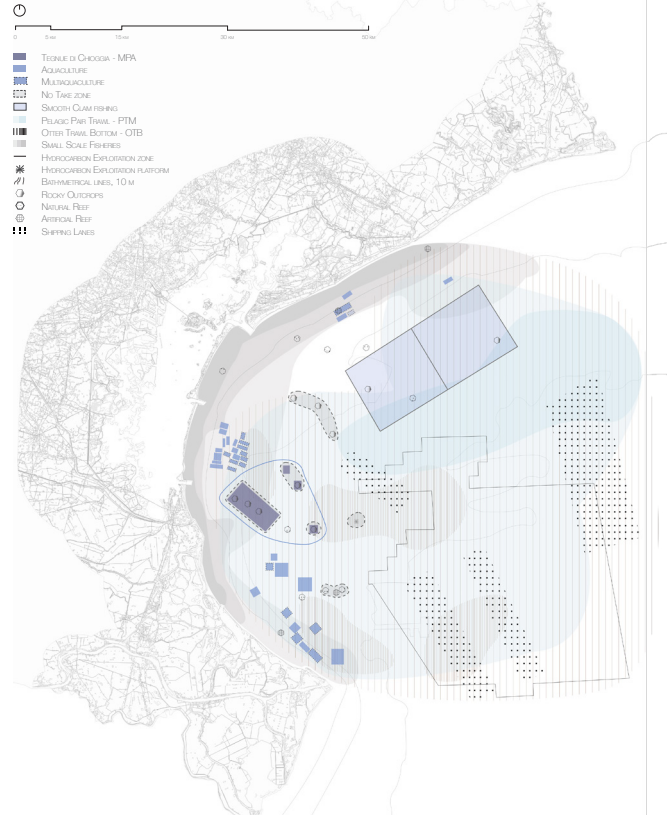 0 5 KM 15 KM 30 KM 50 KM
Tegnue di Chioggia - MPA
Aquaculture
Multiaquaculture
No Take zone
Smooth Clam fishing
Pelagic Pair Trawl - PTM
Otter Trawl Bottom - OTB
Small Scale Fisheries
Hydrocarbon Exploitation zone
Hydrocarbon Exploitation platform
Bathymetrical lines, 10 m
Rocky Outcrops
Natural Reef
Artificial Reef
Shipping Lanes